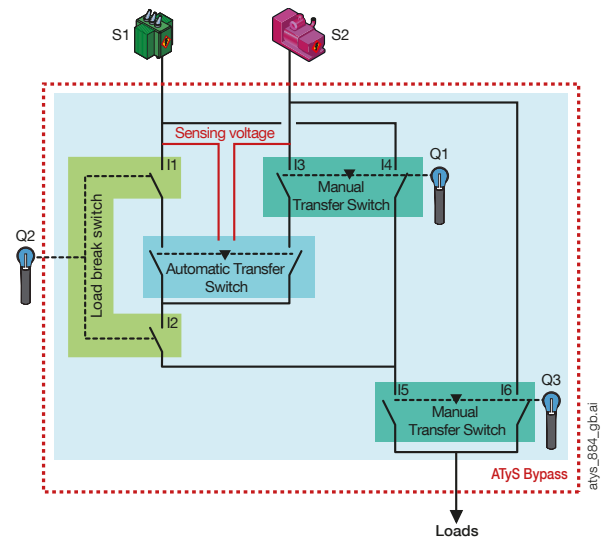 S1
S2
Sensing voltage
I1
I3
I4
Q1
Manual
Transfer Switch
Q2
Load break switch
Automatic Transfer
Switch
I2
I5
I6
Q3
Manual
Transfer Switch
ATyS Bypass
atys_884_gb.ai
Loads